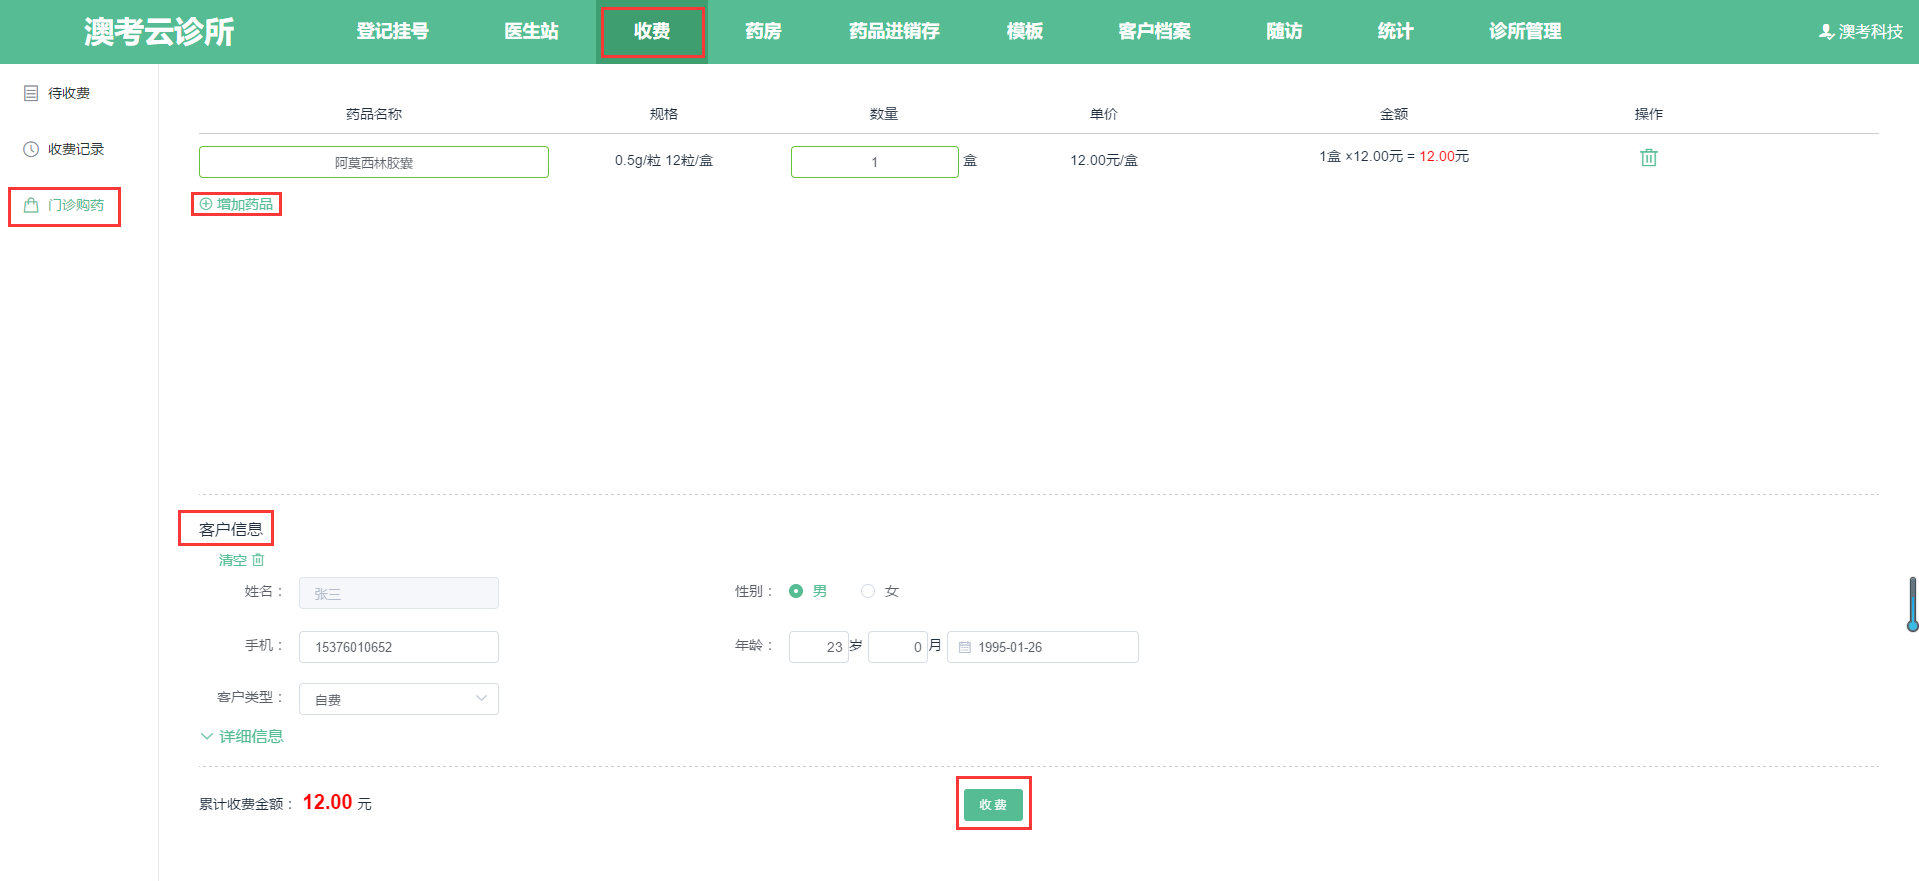 澳考云诊所 登记挂号 医生站 收费 药房 药品进销存 模板 客户档案 随访 统计 诊所管理 澳考科技
待收费
收费记录
门诊购药
药品名称 规格 数量 单价 金额 操作
阿莫西林胶囊 0.5g/粒 12粒/盒 1 盒 12.00元/盒 1盒 ×12.00元 = 12.00元
增加药品
客户信息
清空
姓名： 张三 性别： 男 女
手机： 15376010652 年龄： 23 岁 0 月 1995-01-26
客户类型： 自费
详细信息
累计收费金额： 12.00 元 收费